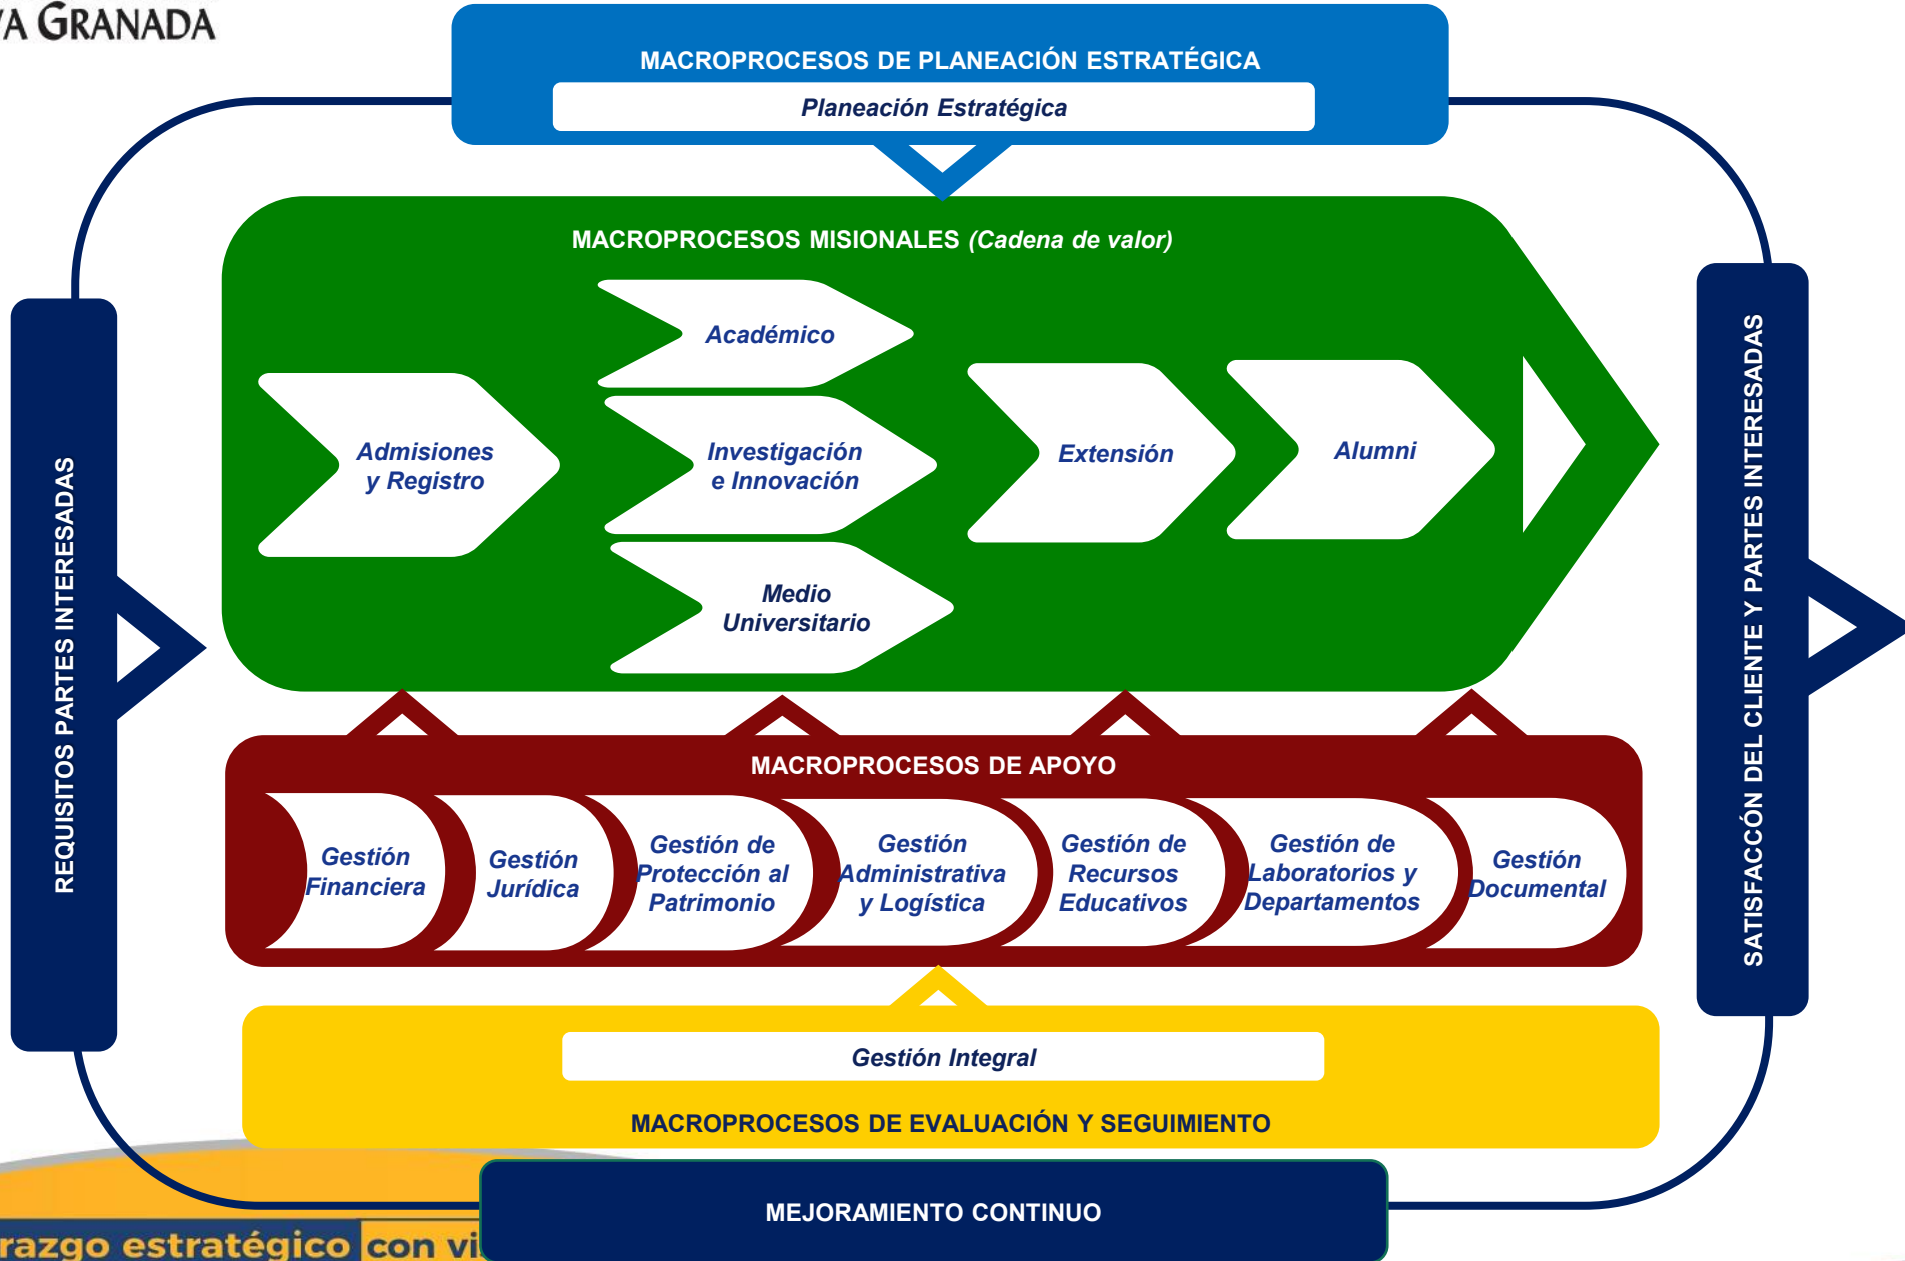 GRANADA
MACROPROCESOS DE PLANEACIÓN ESTRATÉGICA
Planeación Estratégica
MACROPROCESOS MISIONALES (Cadena de valor)
Académico
Admisiones
y Registro
Investigación
e Innovación
Extensión
Alumni
Medio
Universitario
REQUISITOS PARTES INTERESADAS
SATISFACCÓN DEL CLIENTE Y PARTES INTERESADAS
MACROPROCESOS DE APOYO
Gestión
Financiera
Gestión
Jurídica
Gestión de
Protección al
Patrimonio
Gestión
Administrativa
y Logística
Gestión de
Recursos
Educativos
Gestión de
Laboratorios y
Departamentos
Gestión
Documental
Gestión Integral
MACROPROCESOS DE EVALUACIÓN Y SEGUIMIENTO
MEJORAMIENTO CONTINUO
razgo estratégico con vis